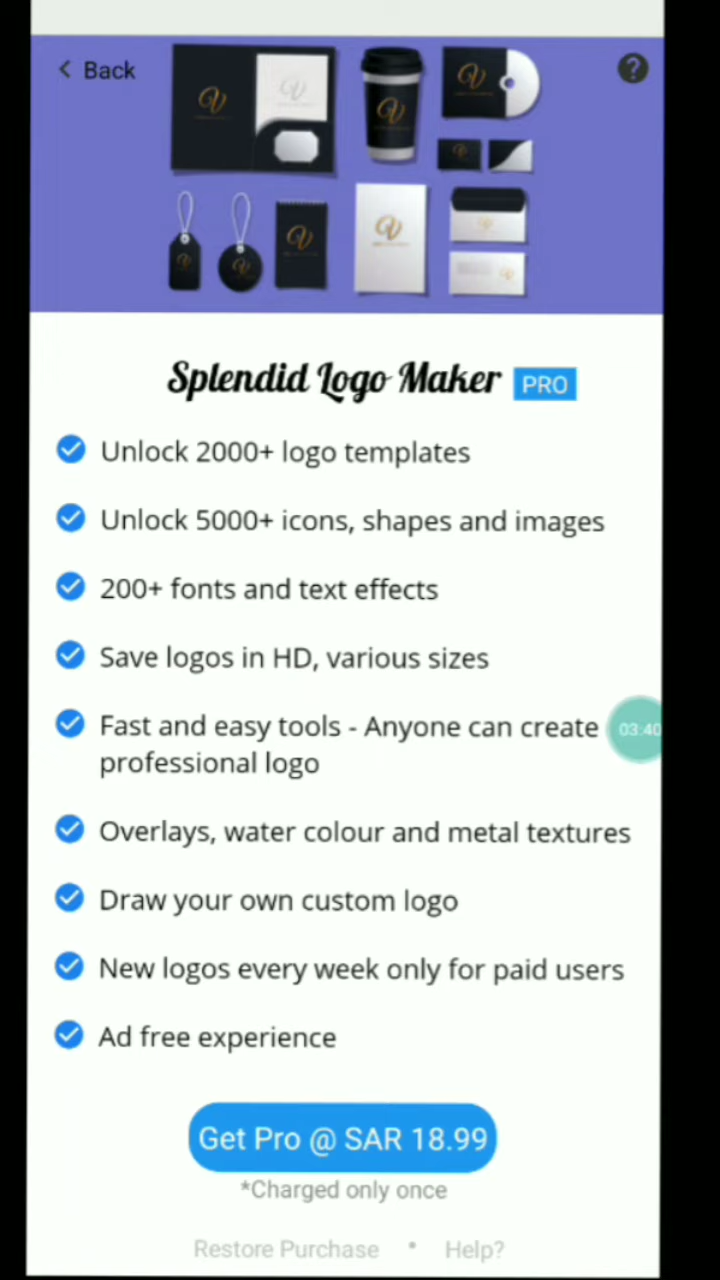 Back
?
Splendid Logo Maker PRO
Unlock 2000+ logo templates
Unlock 5000+ icons, shapes and images
200+ fonts and text effects
Save logos in HD, various sizes
Fast and easy tools - Anyone can create
professional logo
03:40
Overlays, water colour and metal textures
Draw your own custom logo
New logos every week only for paid users
Ad free experience
Get Pro @ SAR 18.99
*Charged only once
Restore Purchase • Help?